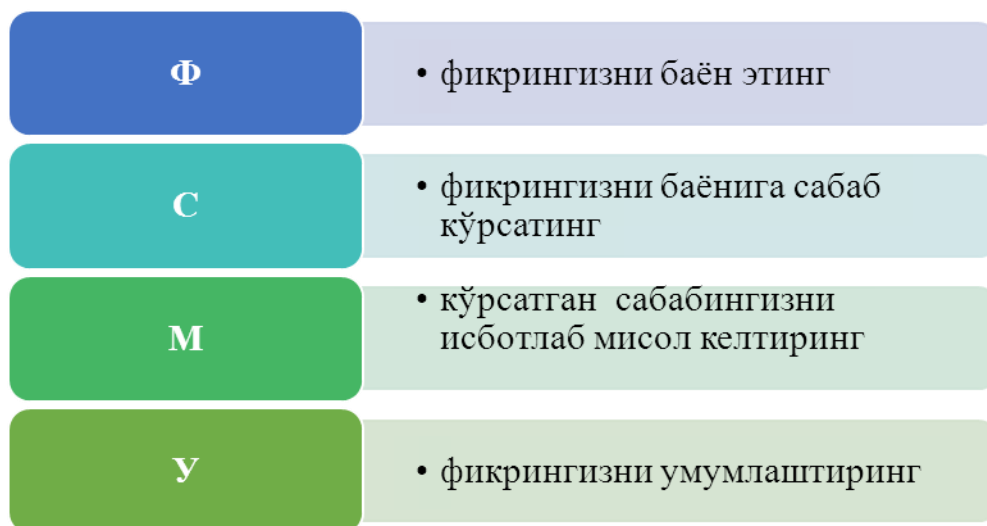 Ф
• фикрингизни баён этинг
С
• фикрингизни баёнига сабаб
кўрсатинг
М
• кўрсатган сабабингизни
исботлаб мисол келтиринг
У
• фикрингизни умумлаштиринг